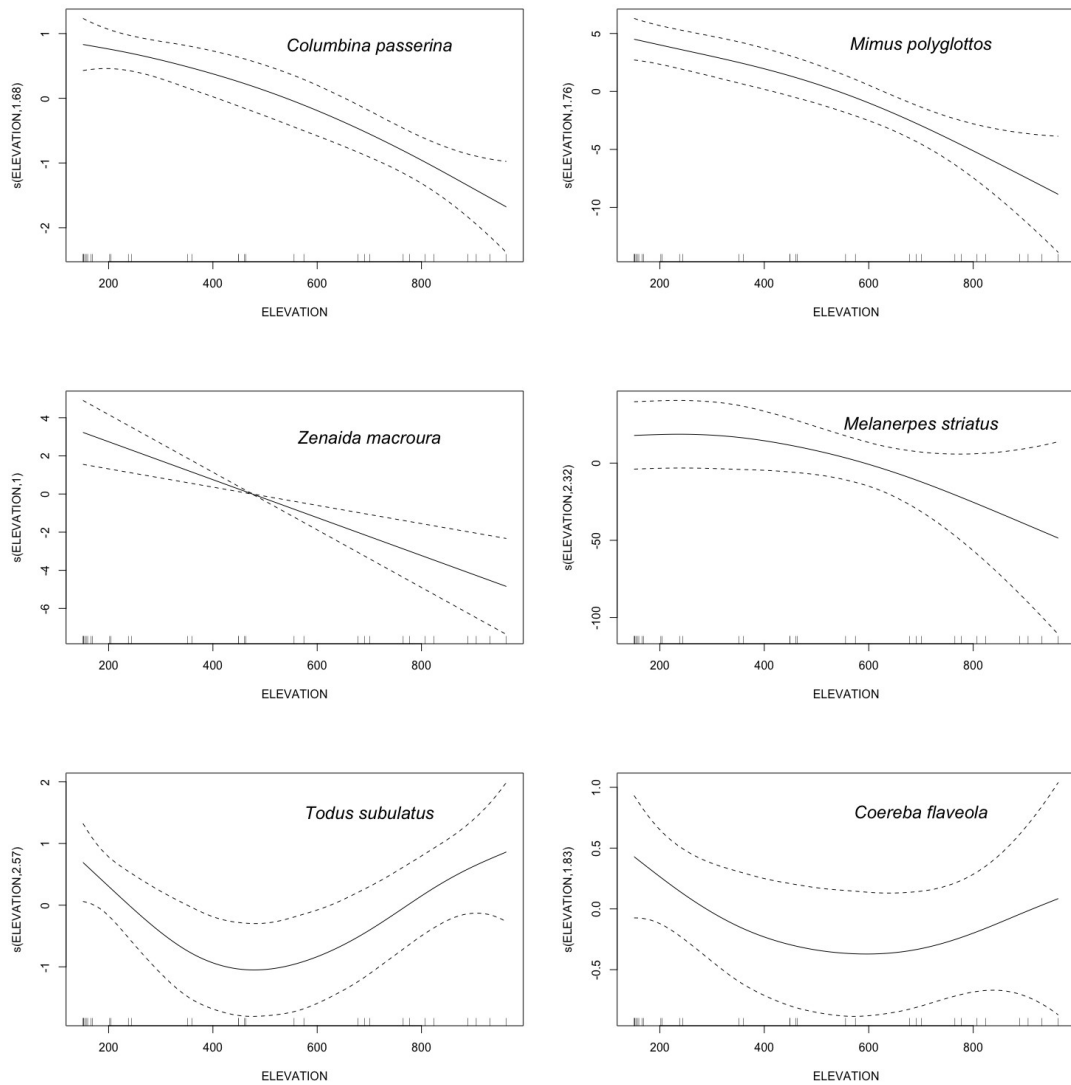 Columbina passerina
s(ELEVATION,1.68)
1
0
-1
-2
200 400 600 800
ELEVATION
Mimus polyglottos
s(ELEVATION,1.76)
5
0
-5
-10
200 400 600 800
ELEVATION
Zenaida macroura
s(ELEVATION,1)
4
2
0
-2
-4
-6
200 400 600 800
ELEVATION
Melanerpes striatus
s(ELEVATION,2.32)
0
-50
-100
200 400 600 800
ELEVATION
Todus subulatus
s(ELEVATION,2.57)
2
1
0
-1
200 400 600 800
ELEVATION
Coereba flaveola
s(ELEVATION,1.83)
1.0
0.5
0.0
-0.5
200 400 600 800
ELEVATION